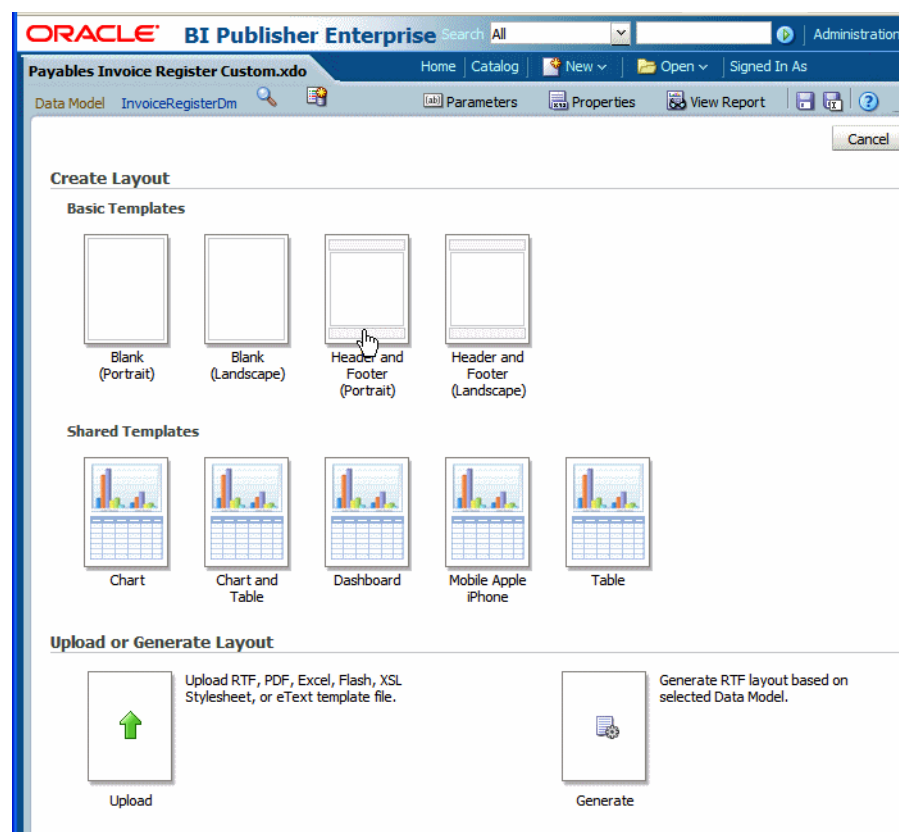 ORACLE BI Publisher Enterprise Search All Administration
Payables Invoice Register Custom.xdo Home Catalog New Open Signed In As
Data Model InvoiceRegisterDm Parameters Properties View Report
Cancel
Create Layout
Basic Templates
Blank
(Portrait)
Blank
(Landscape)
Header and
Footer
(Portrait)
Header and
Footer
(Landscape)
Shared Templates
Chart
Chart and
Table
Dashboard
Mobile Apple
iPhone
Table
Upload or Generate Layout
Upload RTF, PDF, Excel, Flash, XSL
Stylesheet, or eText template file.
Upload
Generate RTF layout based on
selected Data Model.
Generate